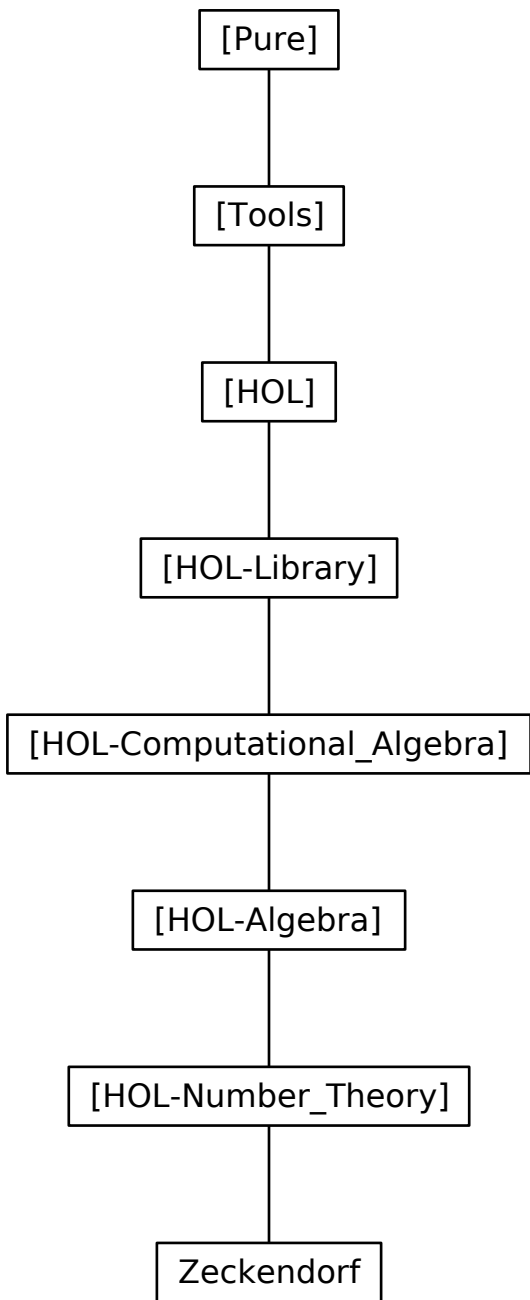 [Pure]
[Tools]
[HOL]
[HOL-Library]
[HOL-Computational_Algebra]
[HOL-Algebra]
[HOL-Number_Theory]
Zeckendorf